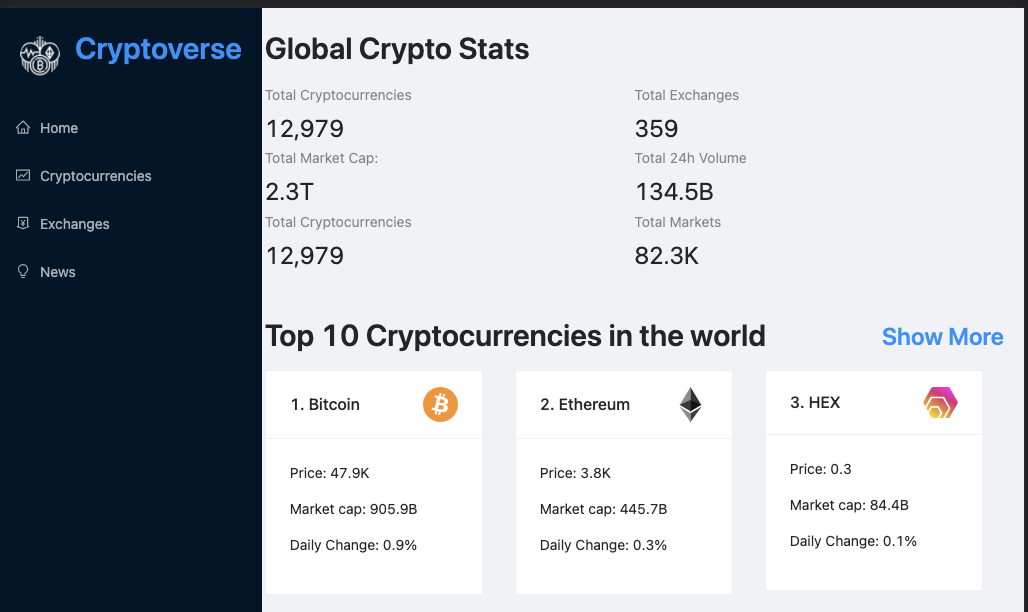 Cryptoverse
Home
Cryptocurrencies
Exchanges
News
Global Crypto Stats
Total Cryptocurrencies
12,979
Total Exchanges
359
Total Market Cap:
2.3T
Total 24h Volume
134.5B
Total Cryptocurrencies
12,979
Total Markets
82.3K
Top 10 Cryptocurrencies in the world
Show More
1. Bitcoin
Price: 47.9K
Market cap: 905.9B
Daily Change: 0.9%
2. Ethereum
Price: 3.8K
Market cap: 445.7B
Daily Change: 0.3%
3. HEX
Price: 0.3
Market cap: 84.4B
Daily Change: 0.1%